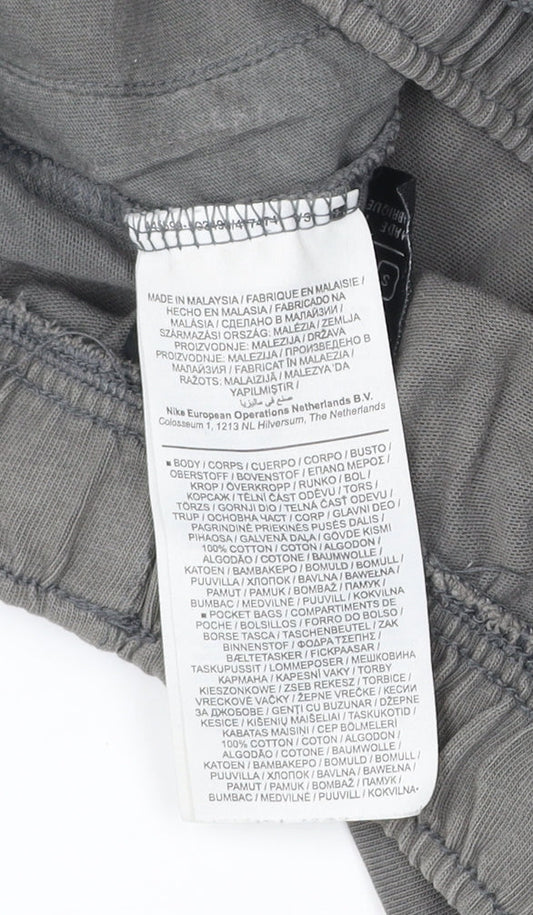 MADE IN MALAYSIA / FABRIQUE EN MALAISIE /
HECHO EN MALASIA / FABRICADO NA
MALÁSIA / СДЕЛАНО В МАЛАЙЗИИ /
SZÁRMAZÁSI ORSZÁG: MALÉZIA / ZEMLJA
PROIZVODNJE: MALEZIJA / DRŽAVA
PROIZVODNJE: MALEZIJA / ПРОИЗВЕДЕНО В
МАЛАЙЗИЯ / FABRICAT ÎN MALAEZIA /
RAŽOTS: MALAIZIJĀ / MALEZYA'DA
YAPILMIŞTIR /
صنع في ماليزيا
Nike European Operations Netherlands B.V.
Colosseum 1, 1213 NL Hilversum, The Netherlands
▪ BODY / CORPS / CUERPO / CORPO / BUSTO /
OBERSTOFF / BOVENSTOF / ΕΠΑΝΩ ΜΕΡΟΣ /
KROP / ÖVERKROPP / RUNKO / BOL /
КОРСАЖ / TĚLNÍ ČÁST ODĚVU / TORS /
TÖRZS / GORNJI DIO / TELNÁ ČASŤ ODEVU /
TRUP / ОСНОВНА ЧАСТ / CORP / GLAVNI DEO /
PAGRINDINĖ PRIEKINĖS PUSĖS DALIS /
PIHAOSA / GALVENĀ DAĻA / GÖVDE KISMI
100% COTTON / COTON / ALGODON /
ALGODÃO / COTONE / BAUMWOLLE /
KATOEN / ΒΑΜΒΑΚΕΡΟ / BOMULD / BOMULL /
PUUVILLA / ХЛОПОК / BAVLNA / BAWEŁNA /
PAMUT / PAMUK / BOMBAŽ / ПАМУК /
BUMBAC / MEDVILNĖ / PUUVILL / KOKVILNA
▪ POCKET BAGS / COMPARTIMENTS DE
POCHE / BOLSILLOS / FORRO DO BOLSO /
BORSE TASCA / TASCHENBEUTEL / ZAK
BINNENSTOF / ΦΟΔΡΑ ΤΣΕΠΗΣ /
BÆLTETASKER / FICKPAASAR /
TASKUPUSSIT / LOMMEPOSER / МЕШКОВИНА
КАРМАНА / KAPESNÍ VAKY / TORBY
KIESZONKOWE / ZSEB REKESZ / TORBICE /
VRECKOVÉ VAČKY / ŽEPNE VREČKE / КЕСИИ
ЗА ДЖОБОВЕ / GENȚI CU BUZUNAR / DŽEPNE
KESICE / KIŠENIŲ MAIŠELIAI / TASKUKOTID /
KABATAS MAISINI / CEP BÖLMELERİ
100% COTTON / COTON / ALGODON /
ALGODÃO / COTONE / BAUMWOLLE /
KATOEN / ΒΑΜΒΑΚΕΡΟ / BOMULD / BOMULL /
PUUVILLA / ХЛОПОК / BAVLNA / BAWEŁNA /
PAMUT / PAMUK / BOMBAŽ / ПАМУК /
BUMBAC / MEDVILNĖ / PUUVILL / KOKVILNA▪
S